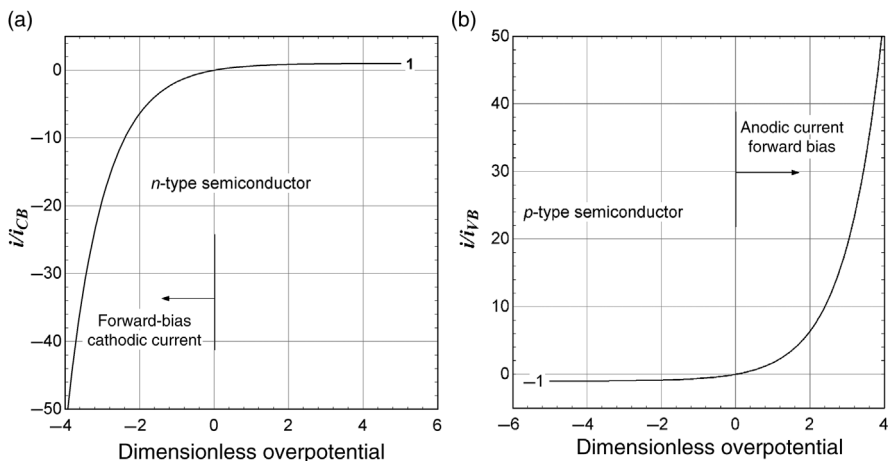 (a)
0
1
−10
n-type semiconductor
−20
i/iCB
−30
Forward-bias
cathodic current
−40
−50
−4
−2
0
2
4
6
Dimensionless overpotential
(b)
50
40
Anodic current
forward bias
30
p-type semiconductor
20
i/iVB
10
0
−1
−6
−4
−2
0
2
4
Dimensionless overpotential